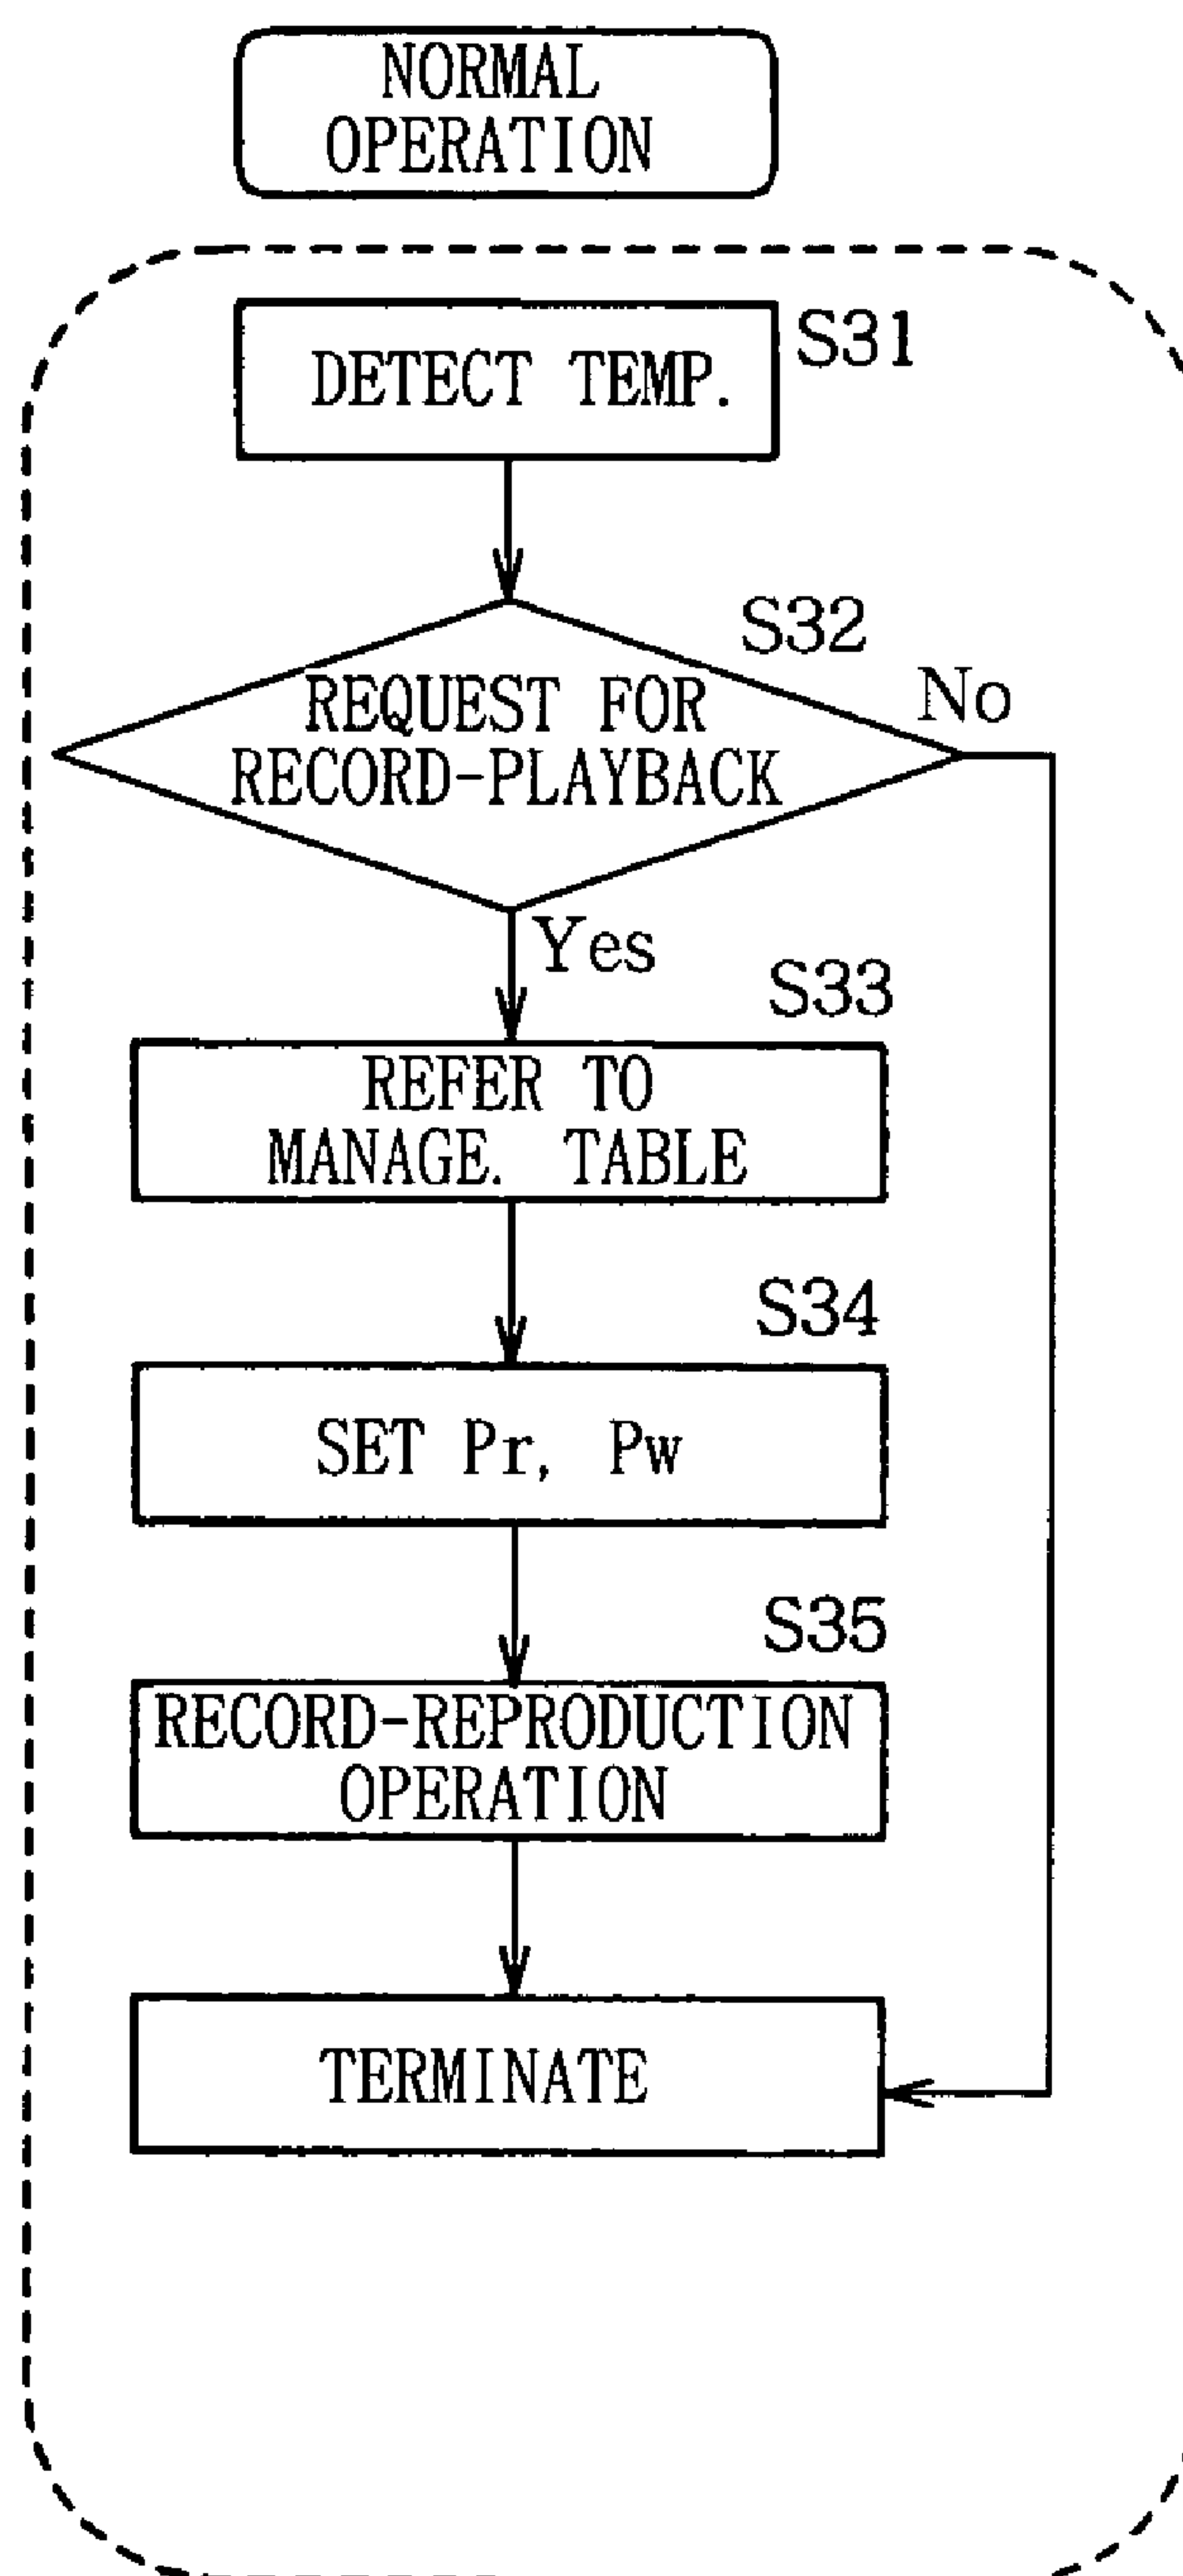 NORMAL
OPERATION
S31
DETECT TEMP.
S32
No
REQUEST FOR
RECORD-PLAYBACK
Yes
S33
REFER TO
MANAGE. TABLE
S34
SET Pr, Pw
S35
RECORD-REPRODUCTION
OPERATION
TERMINATE